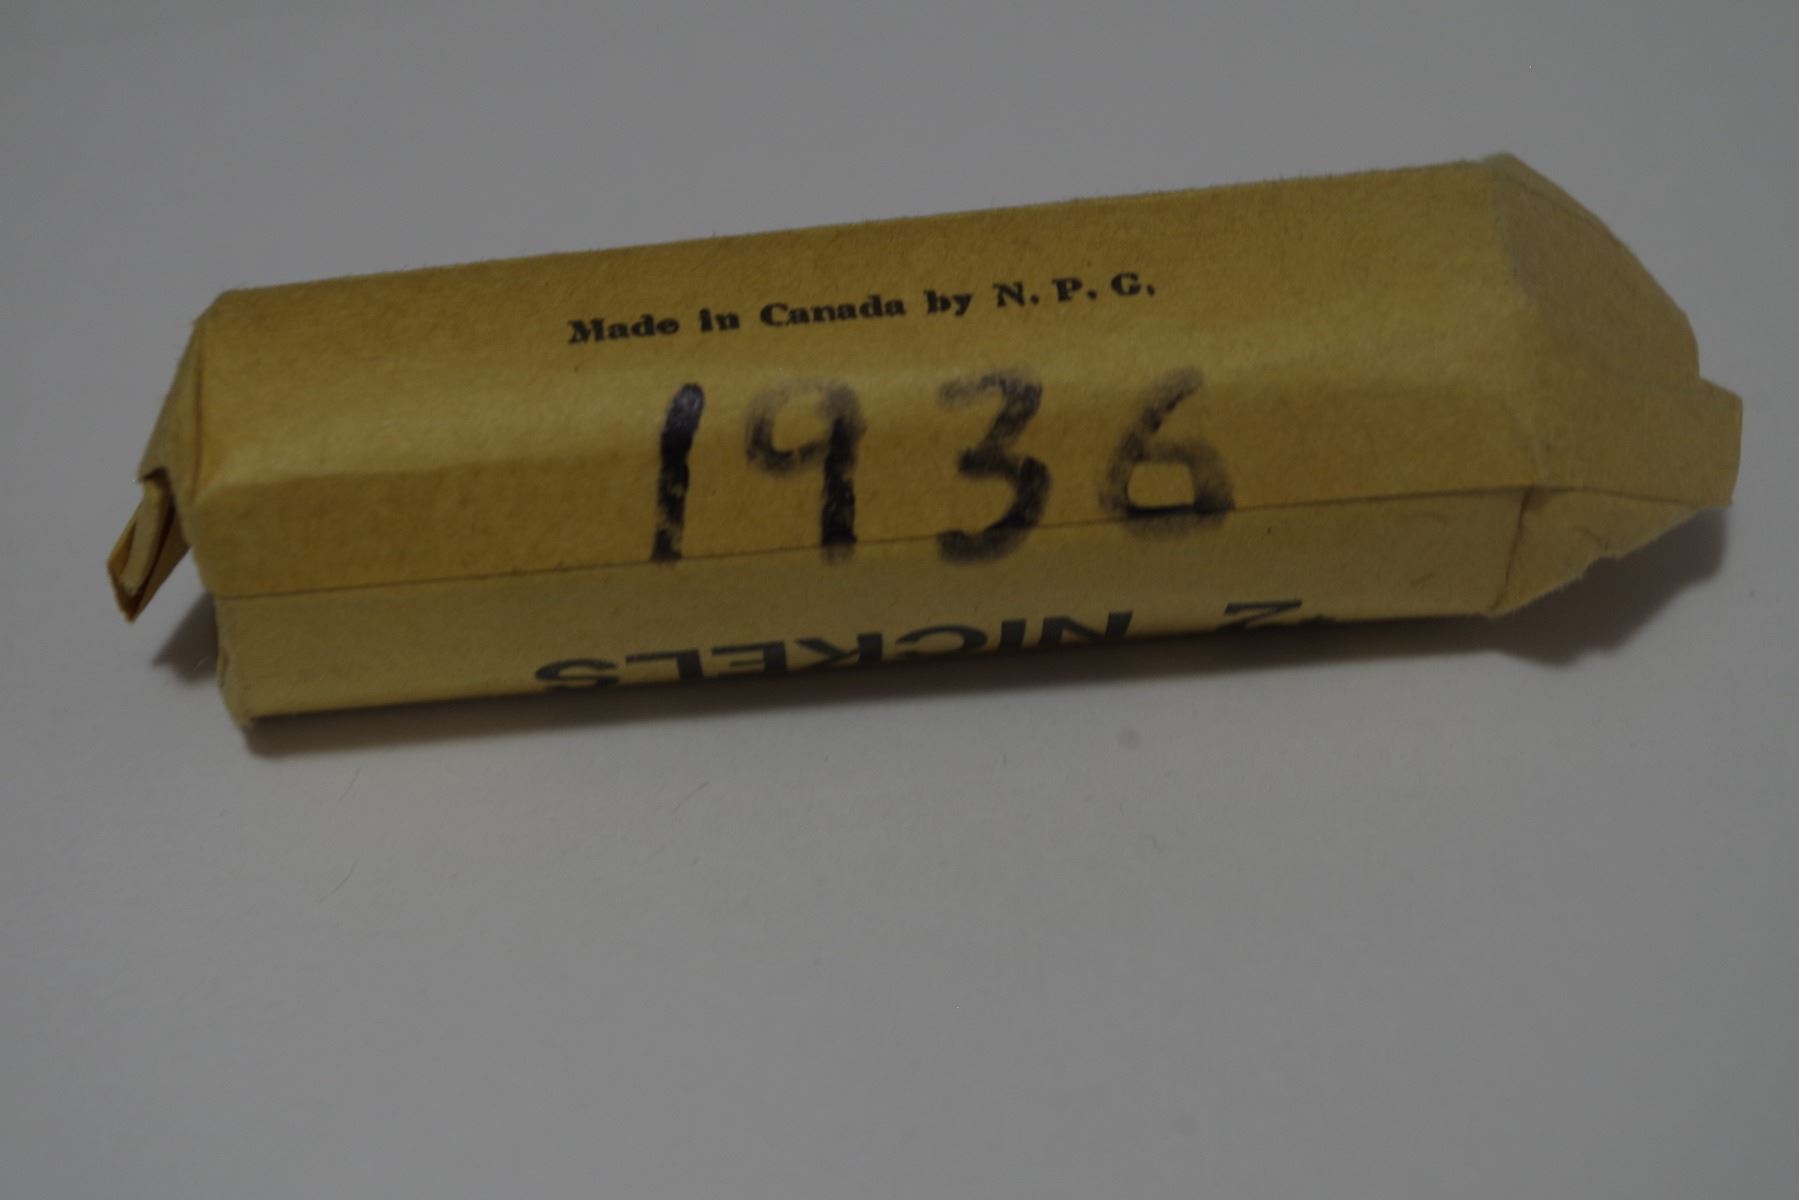 Made in Canada by N. P. G.
1936
NICKELS